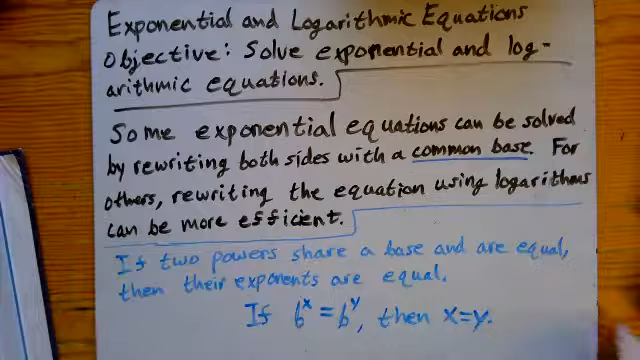 Exponential and Logarithmic Equations
Objective: Solve exponential and log-
arithmic equations.
Some exponential equations can be solved
by rewriting both sides with a common base. For
others, rewriting the equation using logarithms
can be more efficient.
If two powers share a base and are equal,
then their exponents are equal.
If b^x = b^y, then x=y.